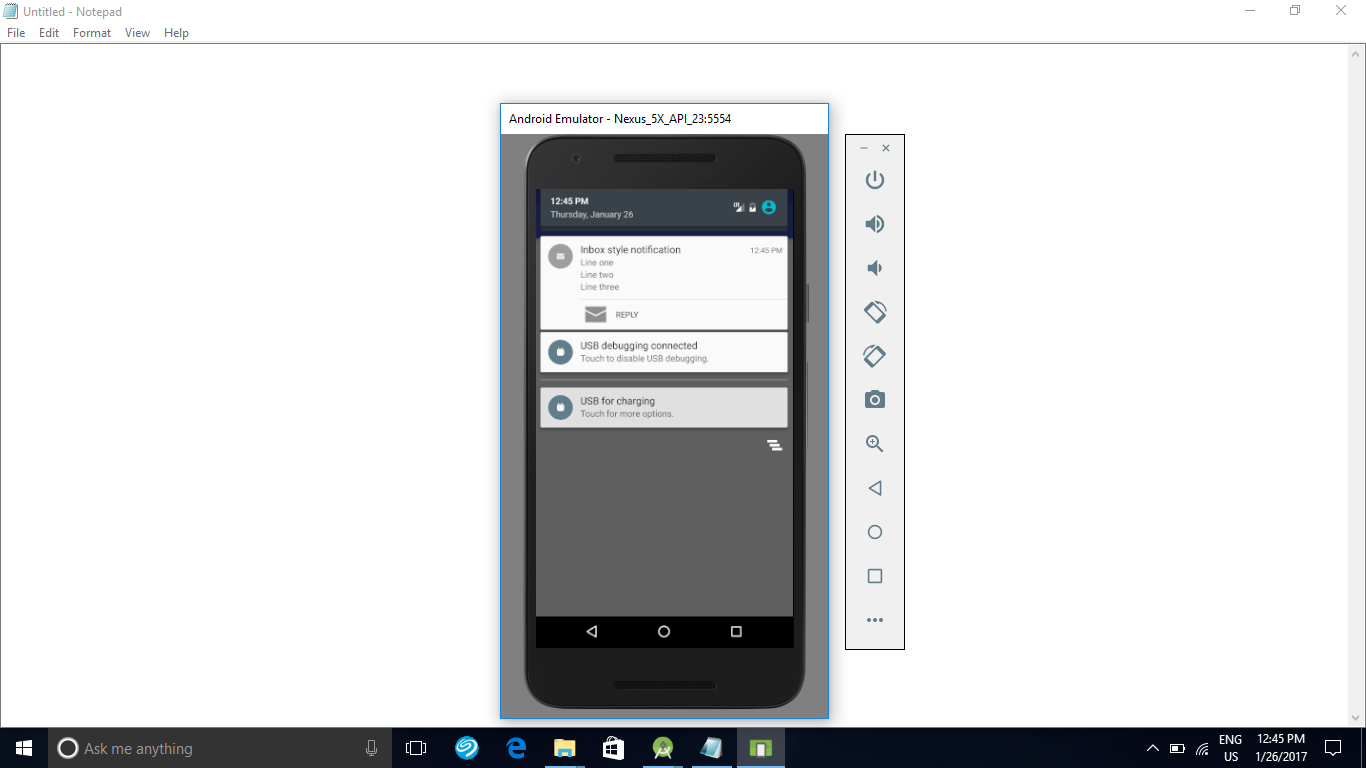 Untitled - Notepad
File Edit Format View Help
Android Emulator - Nexus_5X_API_23:5554
12:45 PM
Thursday, January 26
Inbox style notification 12:45 PM
Line one
Line two
Line three
REPLY
USB debugging connected
Touch to disable USB debugging.
USB for charging
Touch for more options.
Ask me anything
ENG
US
12:45 PM
1/26/2017